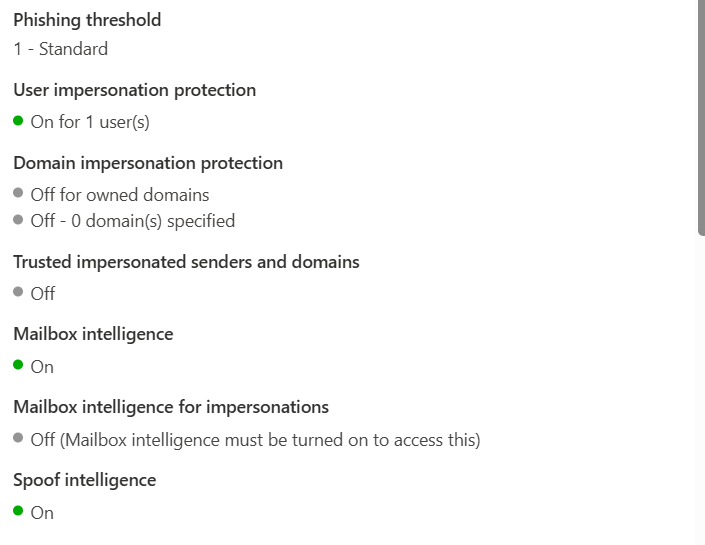 Phishing threshold
1 - Standard
User impersonation protection
On for 1 user(s)
Domain impersonation protection
Off for owned domains
Off - 0 domain(s) specified
Trusted impersonated senders and domains
Off
Mailbox intelligence
On
Mailbox intelligence for impersonations
Off (Mailbox intelligence must be turned on to access this)
Spoof intelligence
On